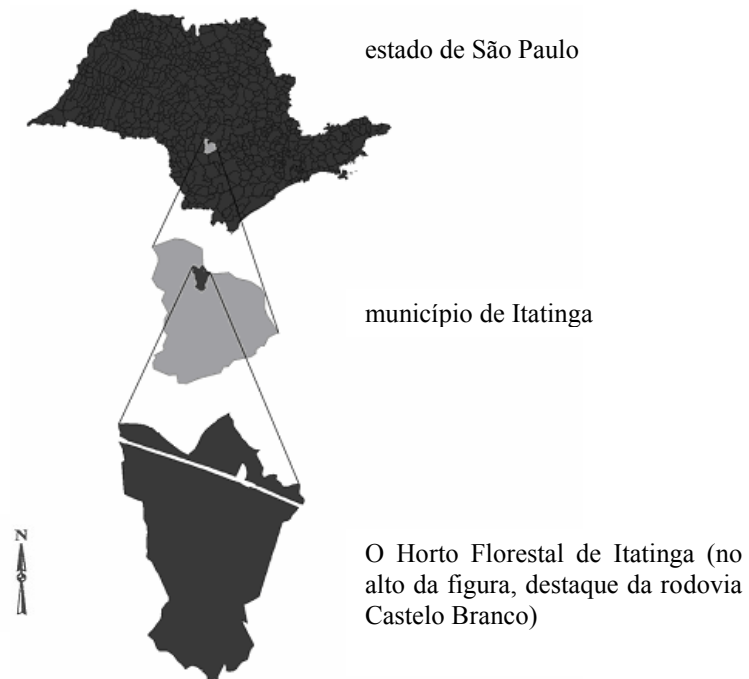 estado de São Paulo
município de Itatinga
N
O Horto Florestal de Itatinga (no
alto da figura, destaque da rodovia
Castelo Branco)